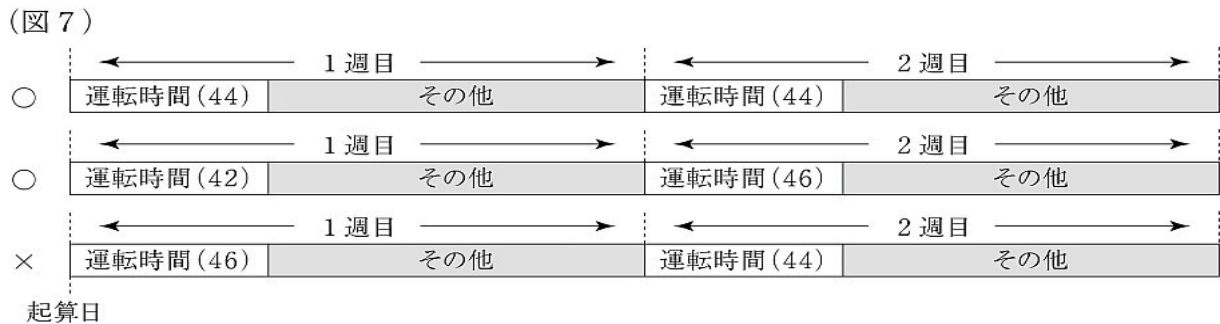 (図7)
1週目 2週目
○ 運転時間(44) その他 運転時間(44) その他
1週目 2週目
○ 運転時間(42) その他 運転時間(46) その他
1週目 2週目
× 運転時間(46) その他 運転時間(44) その他
起算日